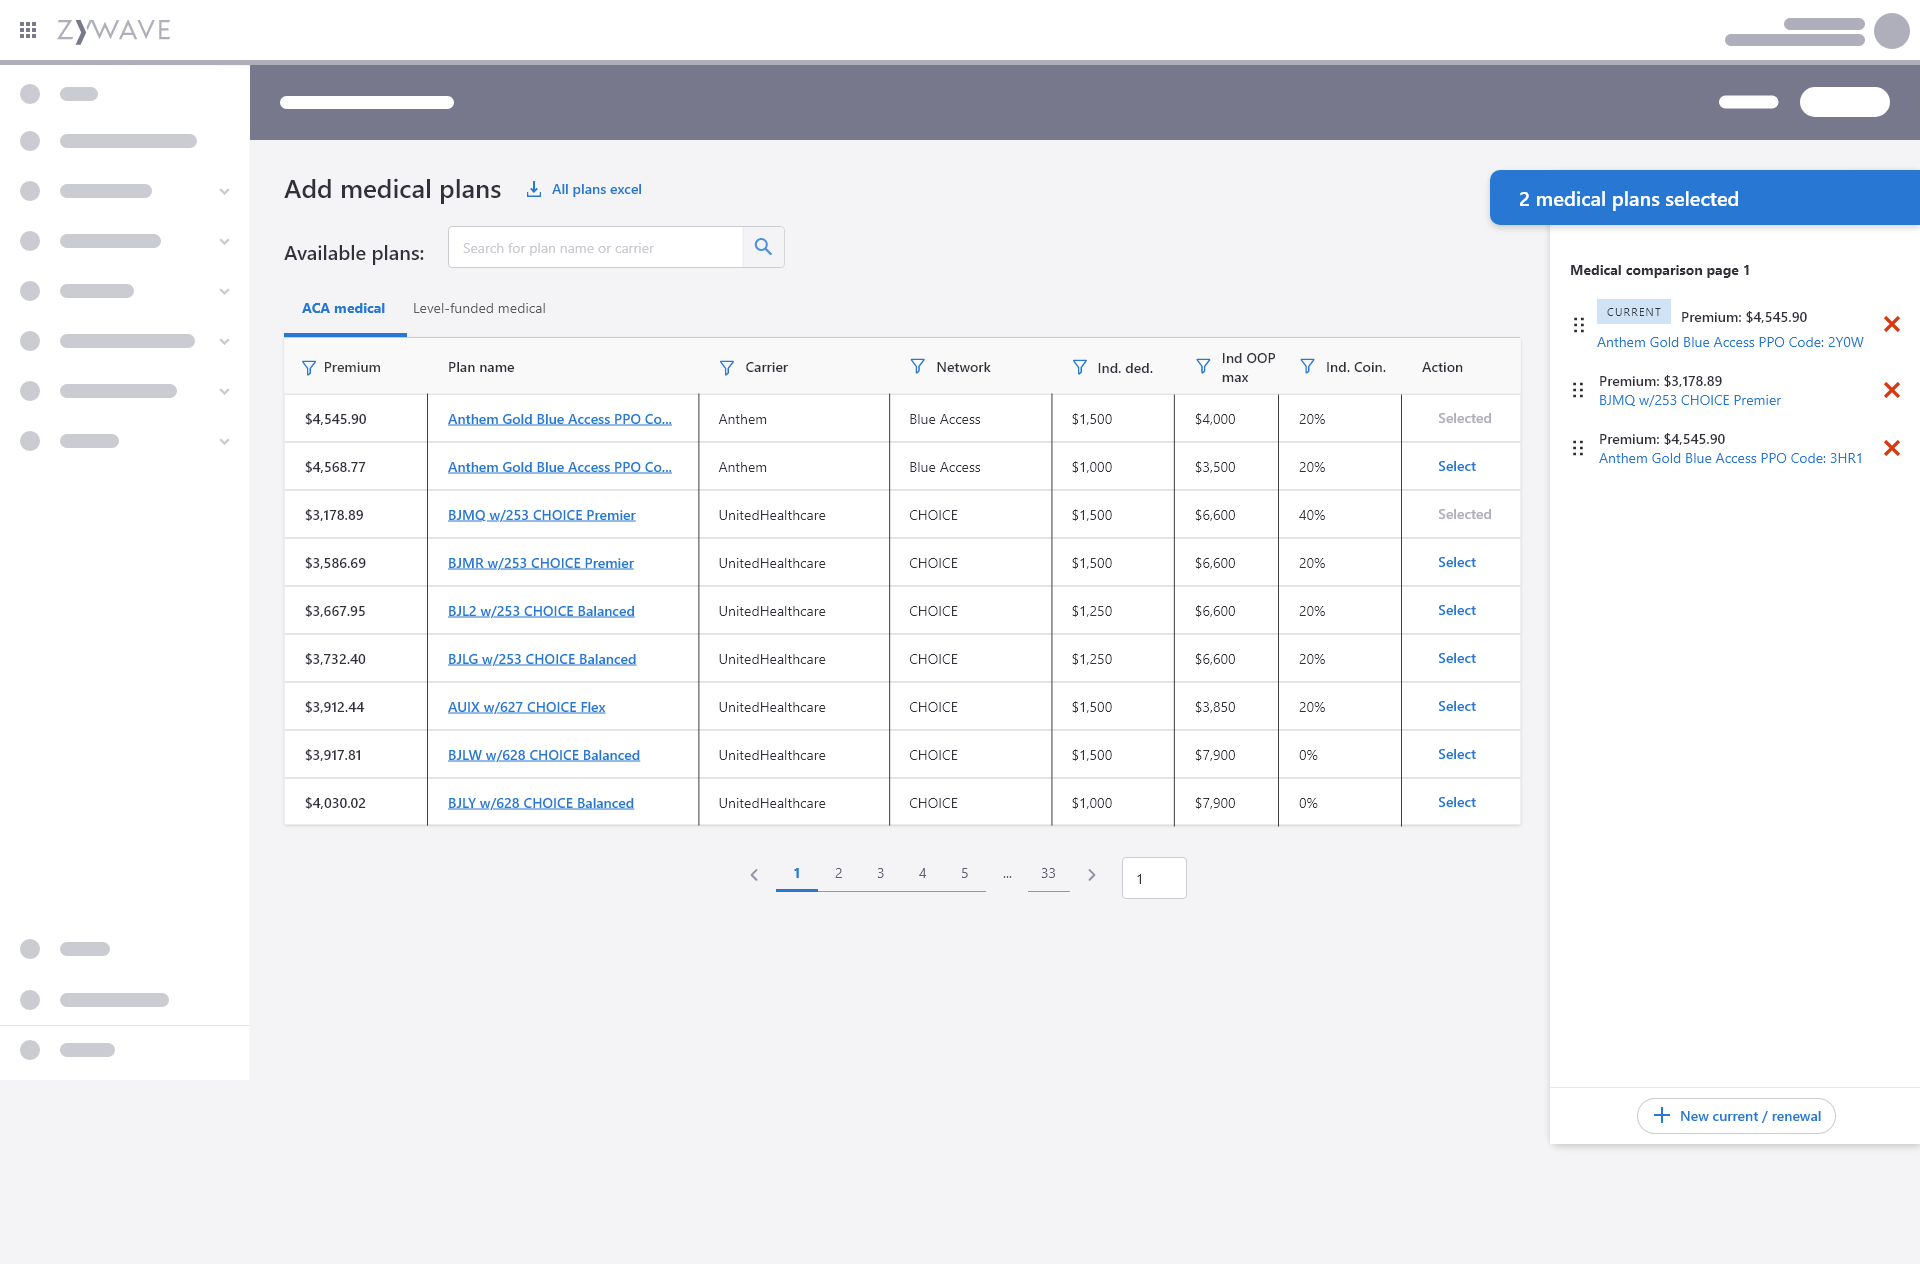 ZYWAVE
Add medical plans
All plans excel
2 medical plans selected
Available plans:
Search for plan name or carrier
ACA medical
Level-funded medical
Premium
Plan name
Carrier
Network
Ind. ded.
Ind OOP
max
Ind. Coin.
Action
$4,545.90 Anthem Gold Blue Access PPO Co... Anthem Blue Access $1,500 $4,000 20% Selected
$4,568.77 Anthem Gold Blue Access PPO Co... Anthem Blue Access $1,000 $3,500 20% Select
$3,178.89 BJMQ w/253 CHOICE Premier UnitedHealthcare CHOICE $1,500 $6,600 40% Selected
$3,586.69 BJMR w/253 CHOICE Premier UnitedHealthcare CHOICE $1,500 $6,600 20% Select
$3,667.95 BJL2 w/253 CHOICE Balanced UnitedHealthcare CHOICE $1,250 $6,600 20% Select
$3,732.40 BJLG w/253 CHOICE Balanced UnitedHealthcare CHOICE $1,250 $6,600 20% Select
$3,912.44 AUIX w/627 CHOICE Flex UnitedHealthcare CHOICE $1,500 $3,850 20% Select
$3,917.81 BJLW w/628 CHOICE Balanced UnitedHealthcare CHOICE $1,500 $7,900 0% Select
$4,030.02 BJLY w/628 CHOICE Balanced UnitedHealthcare CHOICE $1,000 $7,900 0% Select
1 2 3 4 5 ... 33
1
Medical comparison page 1
CURRENT Premium: $4,545.90
Anthem Gold Blue Access PPO Code: 2Y0W
Premium: $3,178.89
BJMQ w/253 CHOICE Premier
Premium: $4,545.90
Anthem Gold Blue Access PPO Code: 3HR1
New current / renewal